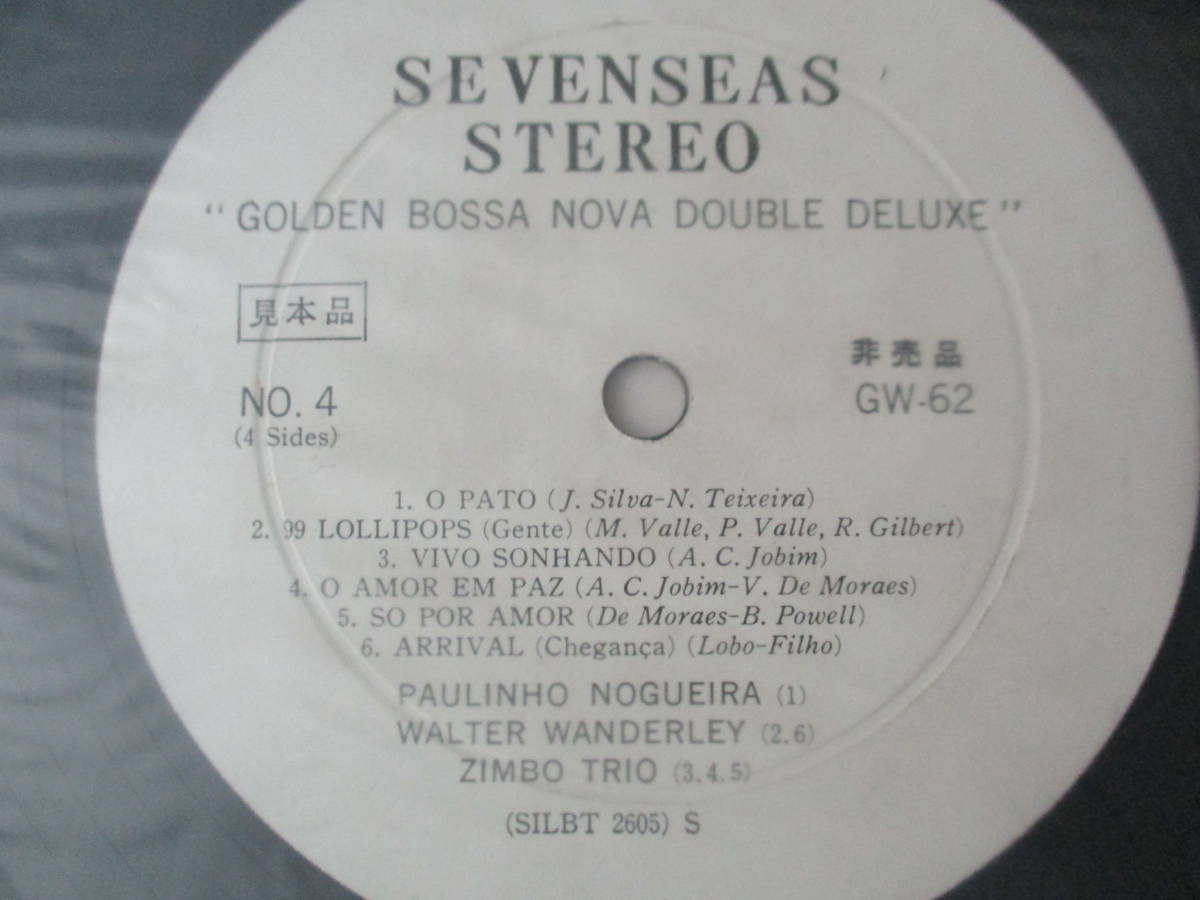 SEVENSEAS
STEREO
“GOLDEN BOSSA NOVA DOUBLE DELUXE”
見本品
非売品
NO. 4
GW-62
(4 Sides)
1. O PATO (J. Silva-N. Teixeira)
2. 99 LOLLIPOPS (Gente) (M. Valle, P. Valle, R. Gilbert)
3. VIVO SONHANDO (A. C. Jobim)
4. O AMOR EM PAZ (A. C. Jobim-V. De Moraes)
5. SO POR AMOR (De Moraes-B. Powell)
6. ARRIVAL (Chegança) (Lobo-Filho)
PAULINHO NOGUEIRA (1)
WALTER WANDERLEY (2.6)
ZIMBO TRIO (3.4.5)
(SILBT 2605) S